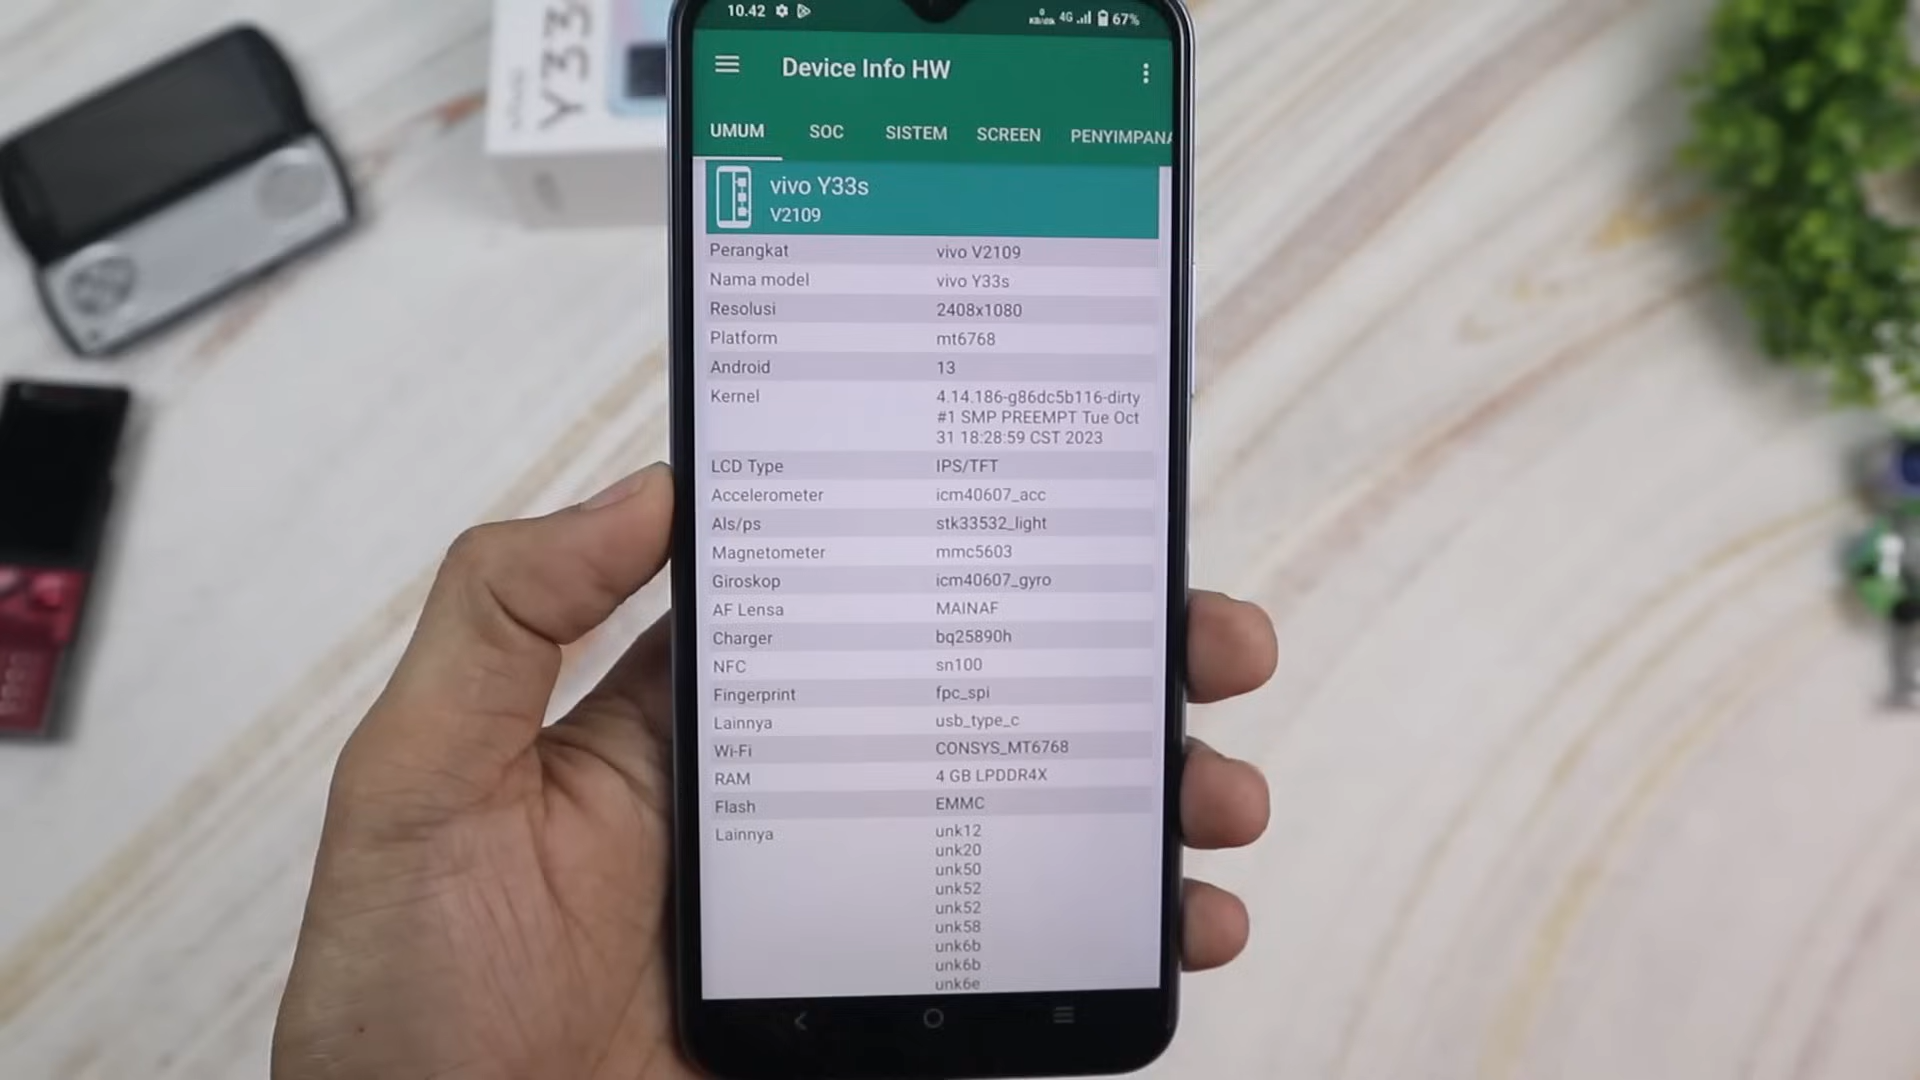 10.42 67%
4G
Y33
Device Info HW
UMUM SOC SISTEM SCREEN PENYIMPANA
vivo Y33s
V2109
Perangkat vivo V2109
Nama model vivo Y33s
Resolusi 2408x1080
Platform mt6768
Android 13
Kernel 4.14.186-g86dc5b116-dirty
#1 SMP PREEMPT Tue Oct
31 18:28:59 CST 2023
LCD Type IPS/TFT
Accelerometer icm40607_acc
Als/ps stk33532_light
Magnetometer mmc5603
Giroskop icm40607_gyro
AF Lensa MAINAF
Charger bq25890h
NFC sn100
Fingerprint fpc_spi
Lainnya usb_type_c
Wi-Fi CONSYS_MT6768
RAM 4 GB LPDDR4X
Flash EMMC
Lainnya unk12
unk20
unk50
unk52
unk52
unk58
unk6b
unk6b
unk6e